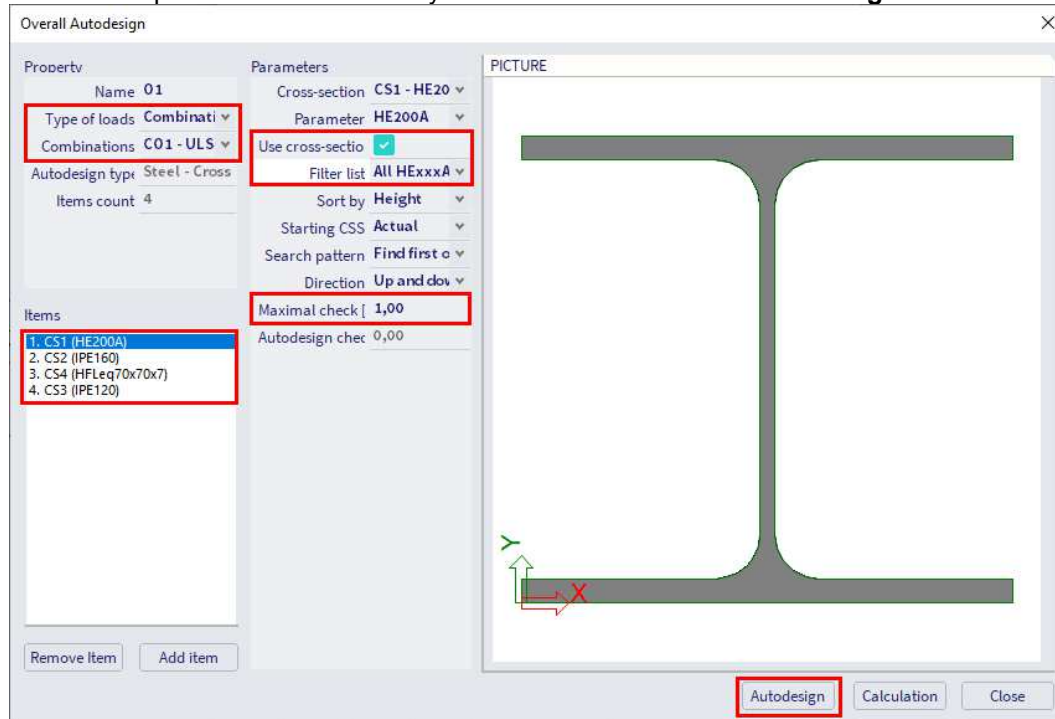 Overall Autodesign
Property
Name 01
Type of loads Combinati
Combinations CO1 - ULS
Autodesign type Steel - Cross
Items count 4
Items
1. CS1 (HE200A)
2. CS2 (IPE160)
3. CS4 (HFLeq70x70x7)
4. CS3 (IPE120)
Remove Item
Add item
Parameters
Cross-section CS1 - HE20
Parameter HE200A
Use cross-sectio
Filter list All HExxxA
Sort by Height
Starting CSS Actual
Search pattern Find first o
Direction Up and dov
Maximal check [ 1,00
Autodesign chec 0,00
PICTURE
Y
X
Autodesign
Calculation
Close